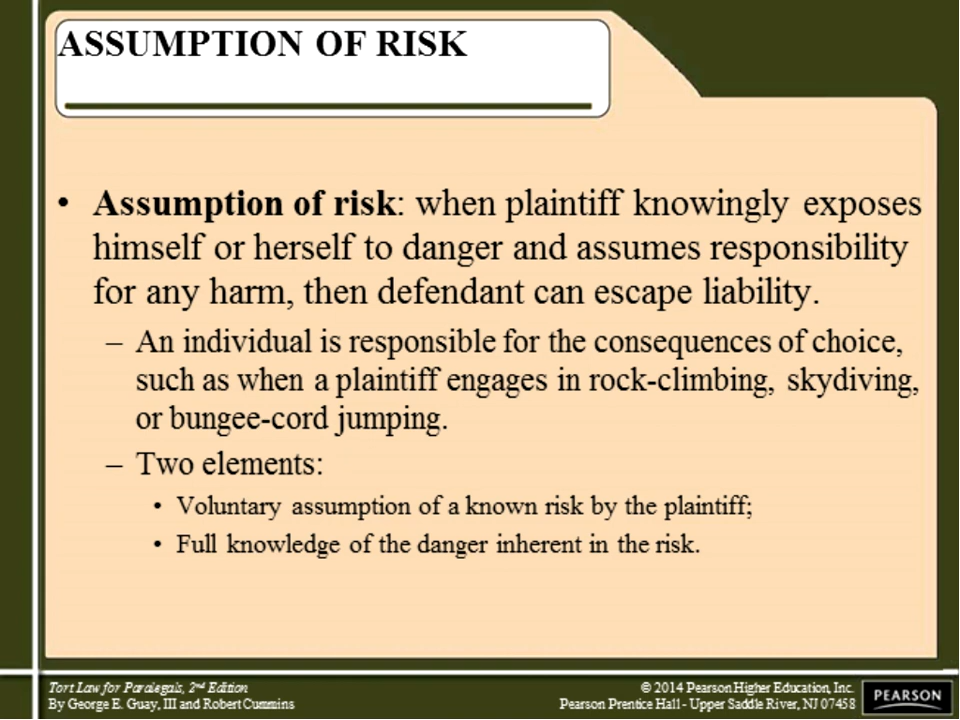 ASSUMPTION OF RISK
• Assumption of risk: when plaintiff knowingly exposes
himself or herself to danger and assumes responsibility
for any harm, then defendant can escape liability.
– An individual is responsible for the consequences of choice,
such as when a plaintiff engages in rock-climbing, skydiving,
or bungee-cord jumping.
– Two elements:
• Voluntary assumption of a known risk by the plaintiff;
• Full knowledge of the danger inherent in the risk.
Tort Law for Paralegals, 2nd Edition
By George E. Guay, III and Robert Cummins
© 2014 Pearson Higher Education, Inc.
Pearson Prentice Hall - Upper Saddle River, NJ 07458
PEARSON